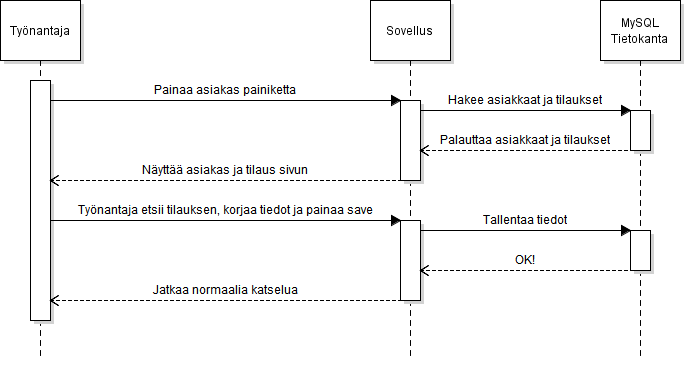 Työnantaja
Sovellus
MySQL
Tietokanta
Painaa asiakas painiketta
Hakee asiakkaat ja tilaukset
Palauttaa asiakkaat ja tilaukset
Näyttää asiakas ja tilaus sivun
Työnantaja etsii tilauksen, korjaa tiedot ja painaa save
Tallentaa tiedot
OK!
Jatkaa normaalia katselua